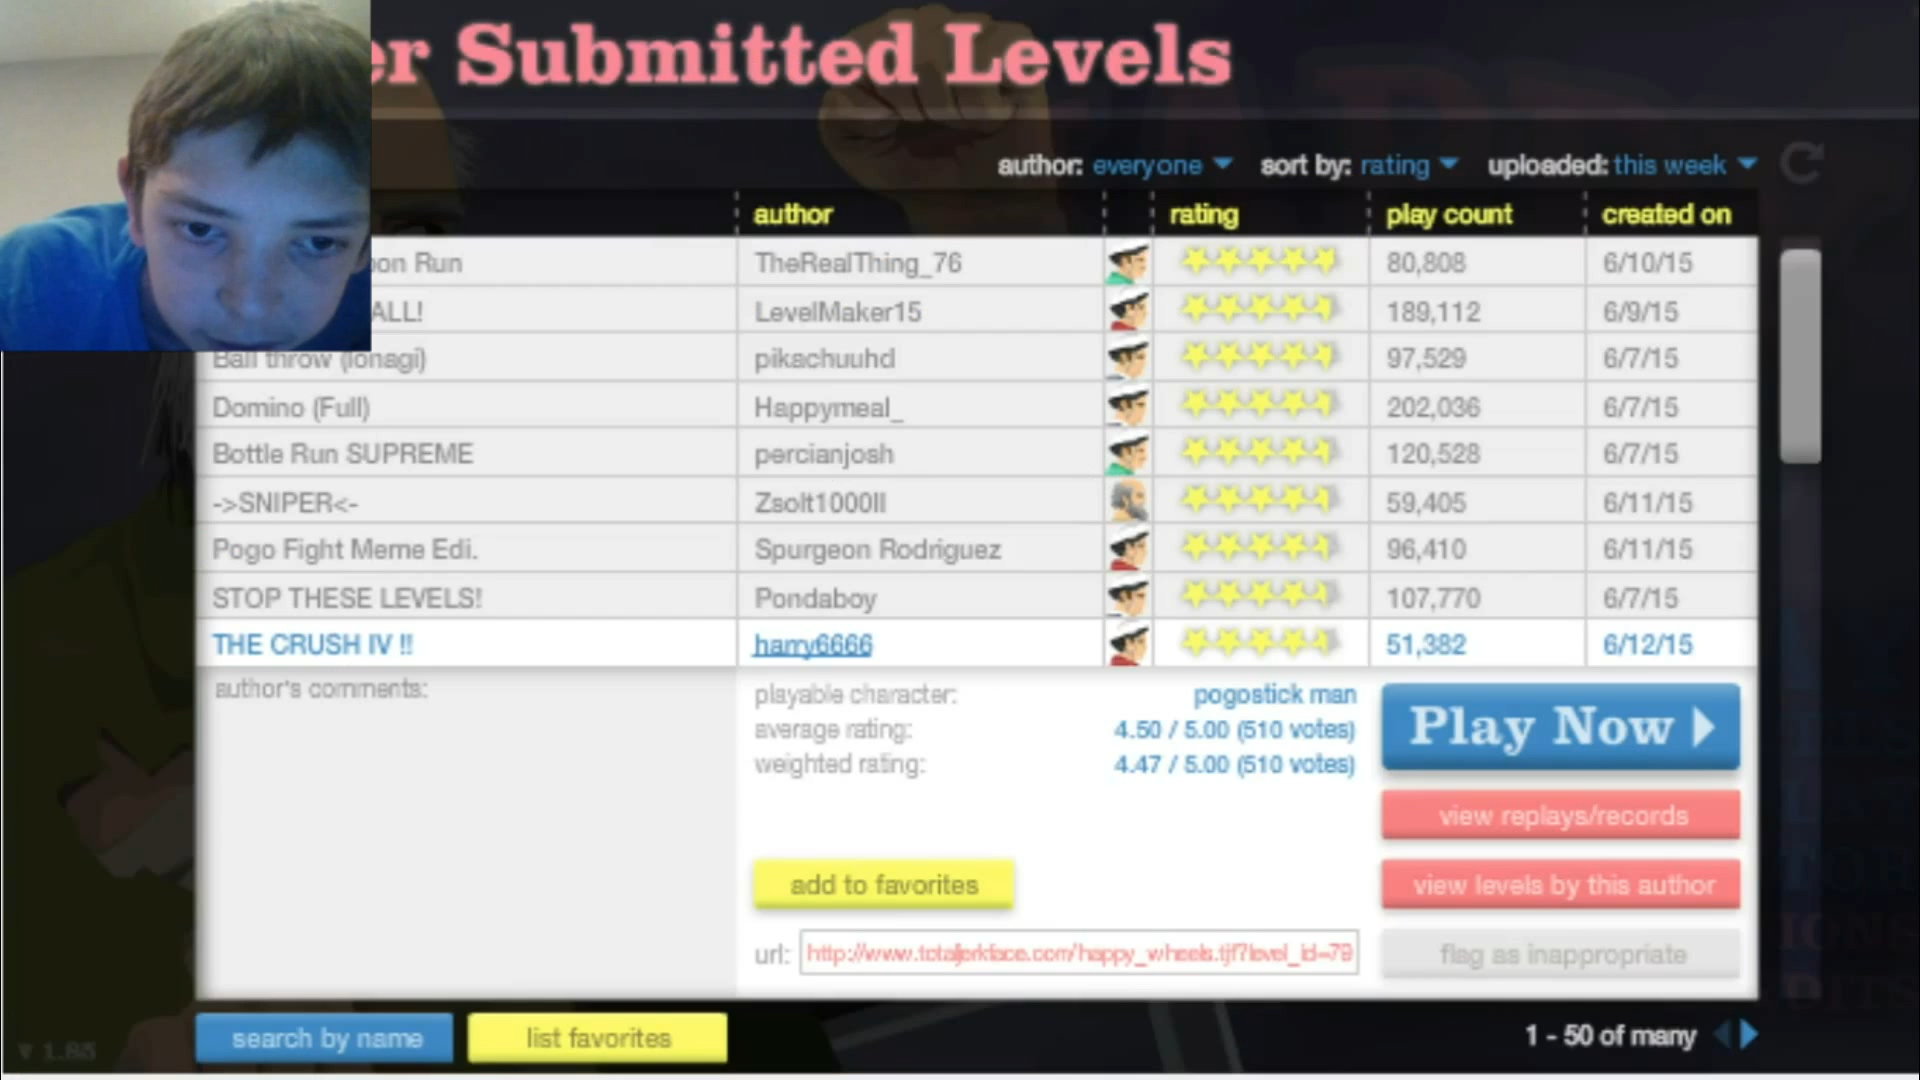 er Submitted Levels
author: everyone sort by: rating uploaded: this week
author rating play count created on
oon Run TheRealThing_76 80,808 6/10/15
ALL! LevelMaker15 189,112 6/9/15
Ball throw (lonagi) pikachuuhd 97,529 6/7/15
Domino (Full) Happymeal_ 202,036 6/7/15
Bottle Run SUPREME percianjosh 120,528 6/7/15
->SNIPER<- Zsolt1000II 59,405 6/11/15
Pogo Fight Meme Edi. Spurgeon Rodriguez 96,410 6/11/15
STOP THESE LEVELS! Pondaboy 107,770 6/7/15
THE CRUSH IV !! harry6666 51,382 6/12/15
author's comments:
playable character: pogostick man
average rating: 4.50 / 5.00 (510 votes)
weighted rating: 4.47 / 5.00 (510 votes)
Play Now
view replays/records
add to favorites
view levels by this author
url: http://www.totaljerkface.com/happy_wheels.tjf?level_id=79
flag as inappropriate
search by name
list favorites
1 - 50 of many
v 1.85